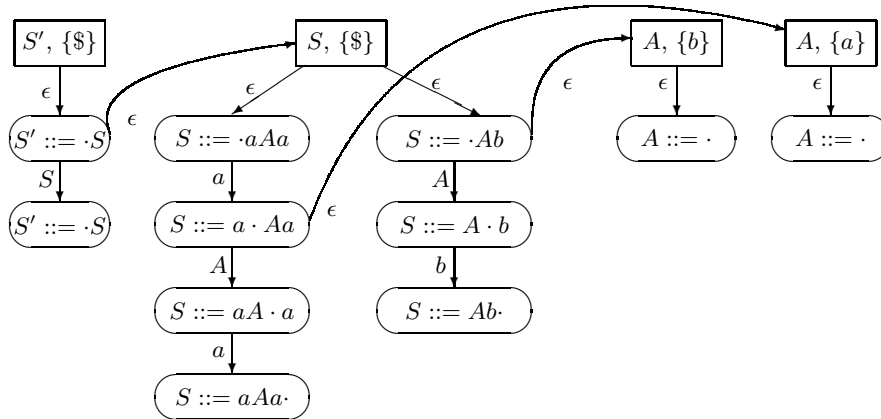 S′, {$} S, {$} A, {b} A, {a}
ϵ ϵ ϵ ϵ ϵ ϵ
S′ ::= ·S ϵ S ::= ·aAa S ::= ·Ab A ::= · A ::= ·
S a A
S′ ::= ·S S ::= a · Aa ϵ S ::= A · b
A b
S ::= aA · a S ::= Ab·
a
S ::= aAa·